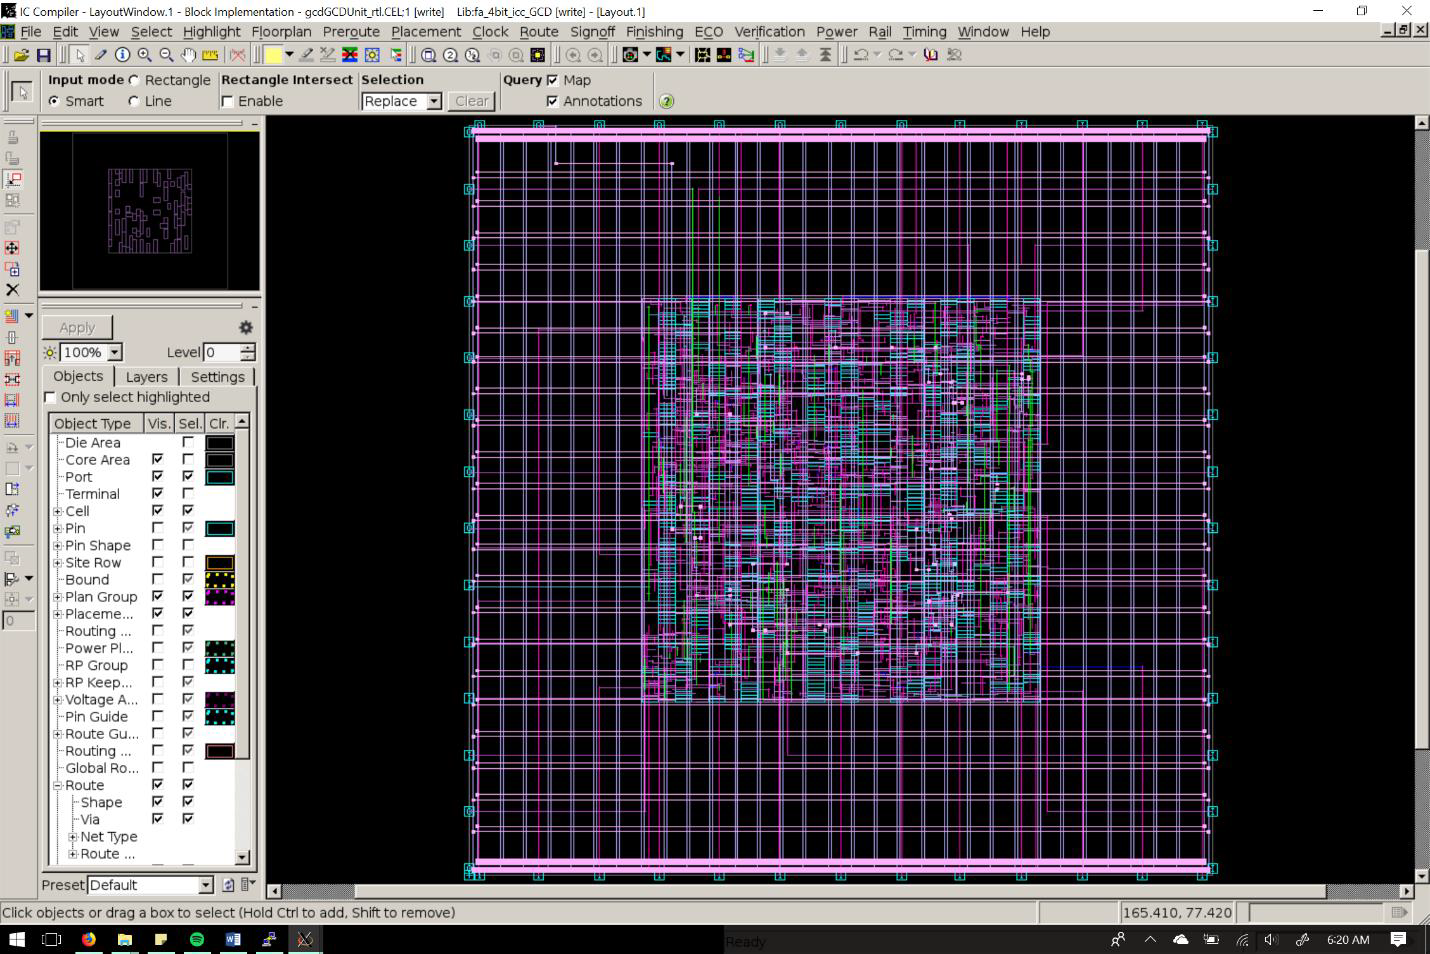 IC Compiler - LayoutWindow.1 - Block Implementation - gcdGCDUnit_rtl.CEL;1 [write]    Lib:fa_4bit_icc_GCD [write] - [Layout.1]
File Edit View Select Highlight Floorplan Preroute Placement Clock Route Signoff Finishing ECO Verification Power Rail Timing Window Help
Input mode Rectangle Rectangle Intersect Selection Query Map
Smart Line Enable Replace Clear Annotations
Apply
100% Level 0
Objects Layers Settings
Only select highlighted
Object Type Vis. Sel. Clr.
Die Area
Core Area
Port
Terminal
Cell
Pin
Pin Shape
Site Row
Bound
Plan Group
Placeme...
Routing ...
Power Pl...
RP Group
RP Keep...
Voltage A...
Pin Guide
Route Gu...
Routing ...
Global Ro...
Route
Shape
Via
Net Type
Route ...
0
Preset Default
Click objects or drag a box to select (Hold Ctrl to add, Shift to remove)
165.410, 77.420
Ready
6:20 AM